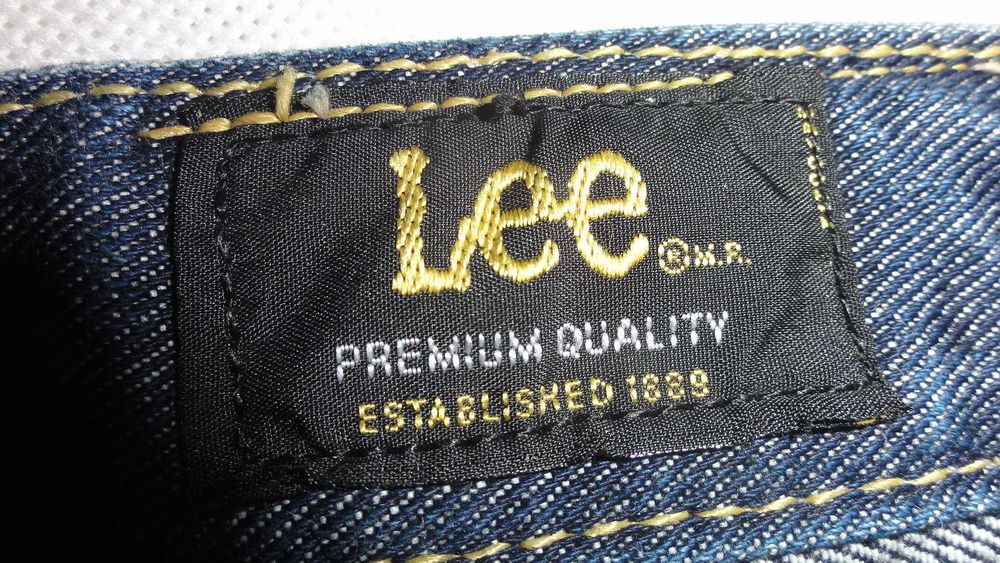 Lee ® M.R.
PREMIUM QUALITY
ESTABLISHED 1889